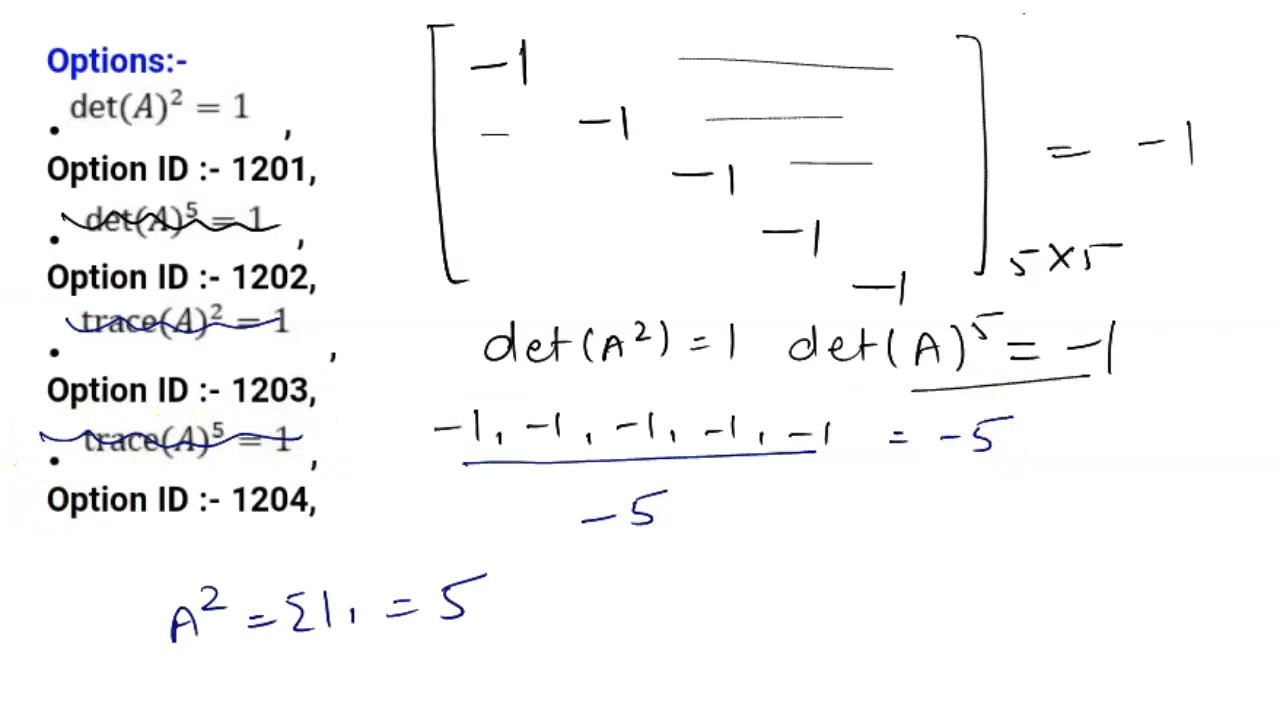 Options:-
• det(A)² = 1 ,
Option ID :- 1201,
• det(A)⁵ = 1 ,
Option ID :- 1202,
• trace(A)² = 1 ,
Option ID :- 1203,
• trace(A)⁵ = 1 ,
Option ID :- 1204,
-1
- -1
-1
-1
-1
5×5
= -1
det(A²) = 1 det(A)⁵ = -1
-1, -1, -1, -1, -1 = -5
-5
A² = {1, = 5